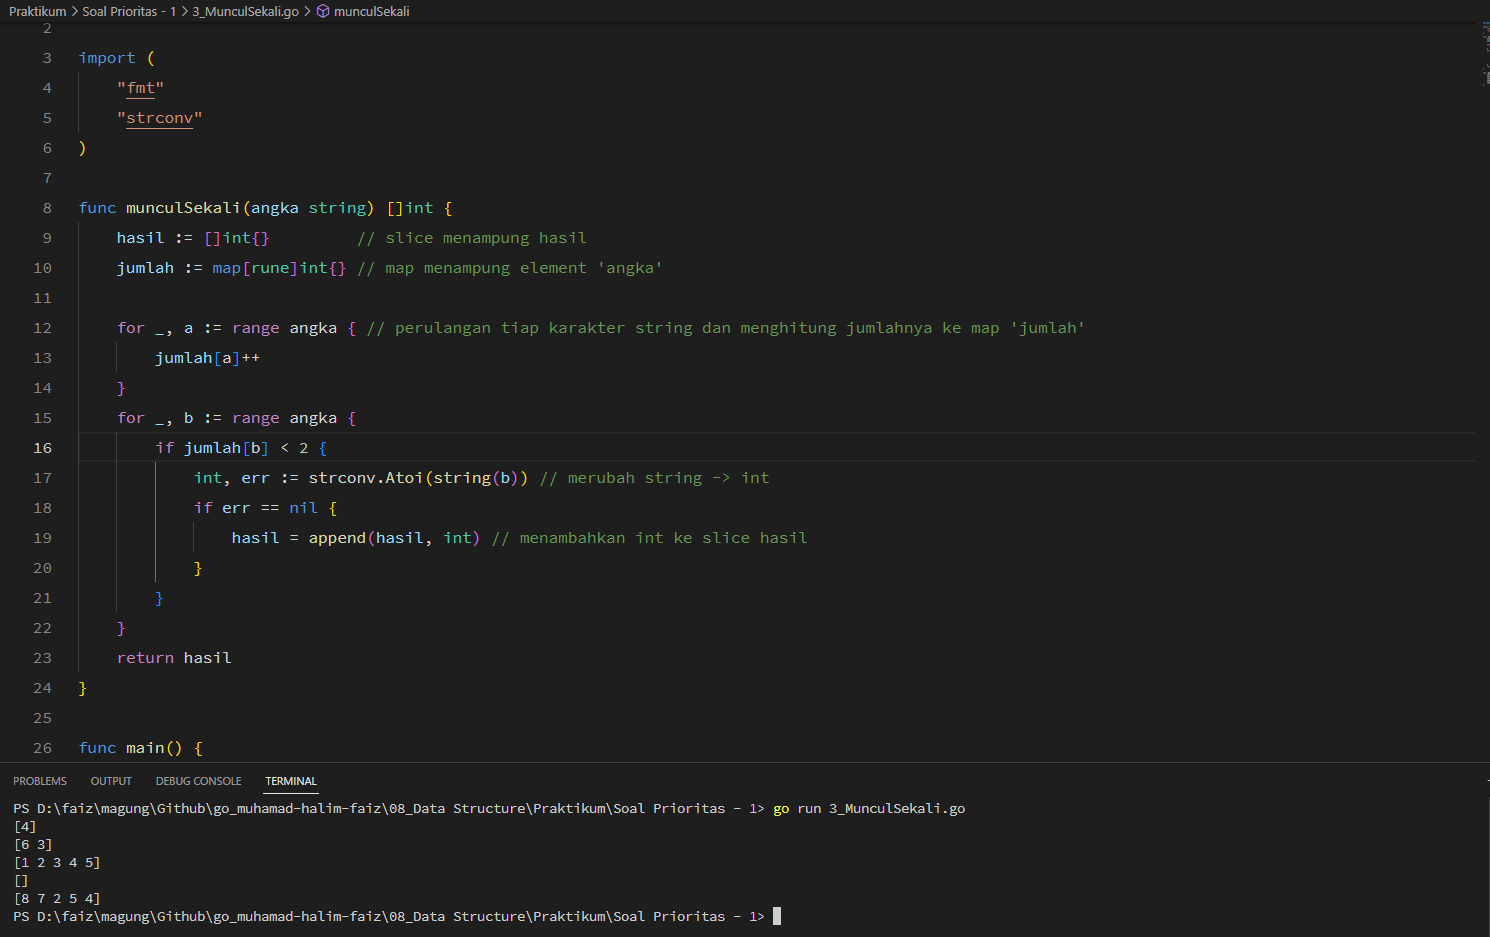 Praktikum > Soal Prioritas - 1 > 3_MunculSekali.go > munculSekali
2
3 import (
4 "fmt"
5 "strconv"
6 )
7
8 func munculSekali(angka string) []int {
9 hasil := []int{} // slice menampung hasil
10 jumlah := map[rune]int{} // map menampung element 'angka'
11
12 for _, a := range angka { // perulangan tiap karakter string dan menghitung jumlahnya ke map 'jumlah'
13 jumlah[a]++
14 }
15 for _, b := range angka {
16 if jumlah[b] < 2 {
17 int, err := strconv.Atoi(string(b)) // merubah string -> int
18 if err == nil {
19 hasil = append(hasil, int) // menambahkan int ke slice hasil
20 }
21 }
22 }
23 return hasil
24 }
25
26 func main() {
PROBLEMS OUTPUT DEBUG CONSOLE TERMINAL
PS D:\faiz\magung\Github\go_muhamad-halim-faiz\08_Data Structure\Praktikum\Soal Prioritas - 1> go run 3_MunculSekali.go
[4]
[6 3]
[1 2 3 4 5]
[]
[8 7 2 5 4]
PS D:\faiz\magung\Github\go_muhamad-halim-faiz\08_Data Structure\Praktikum\Soal Prioritas - 1>